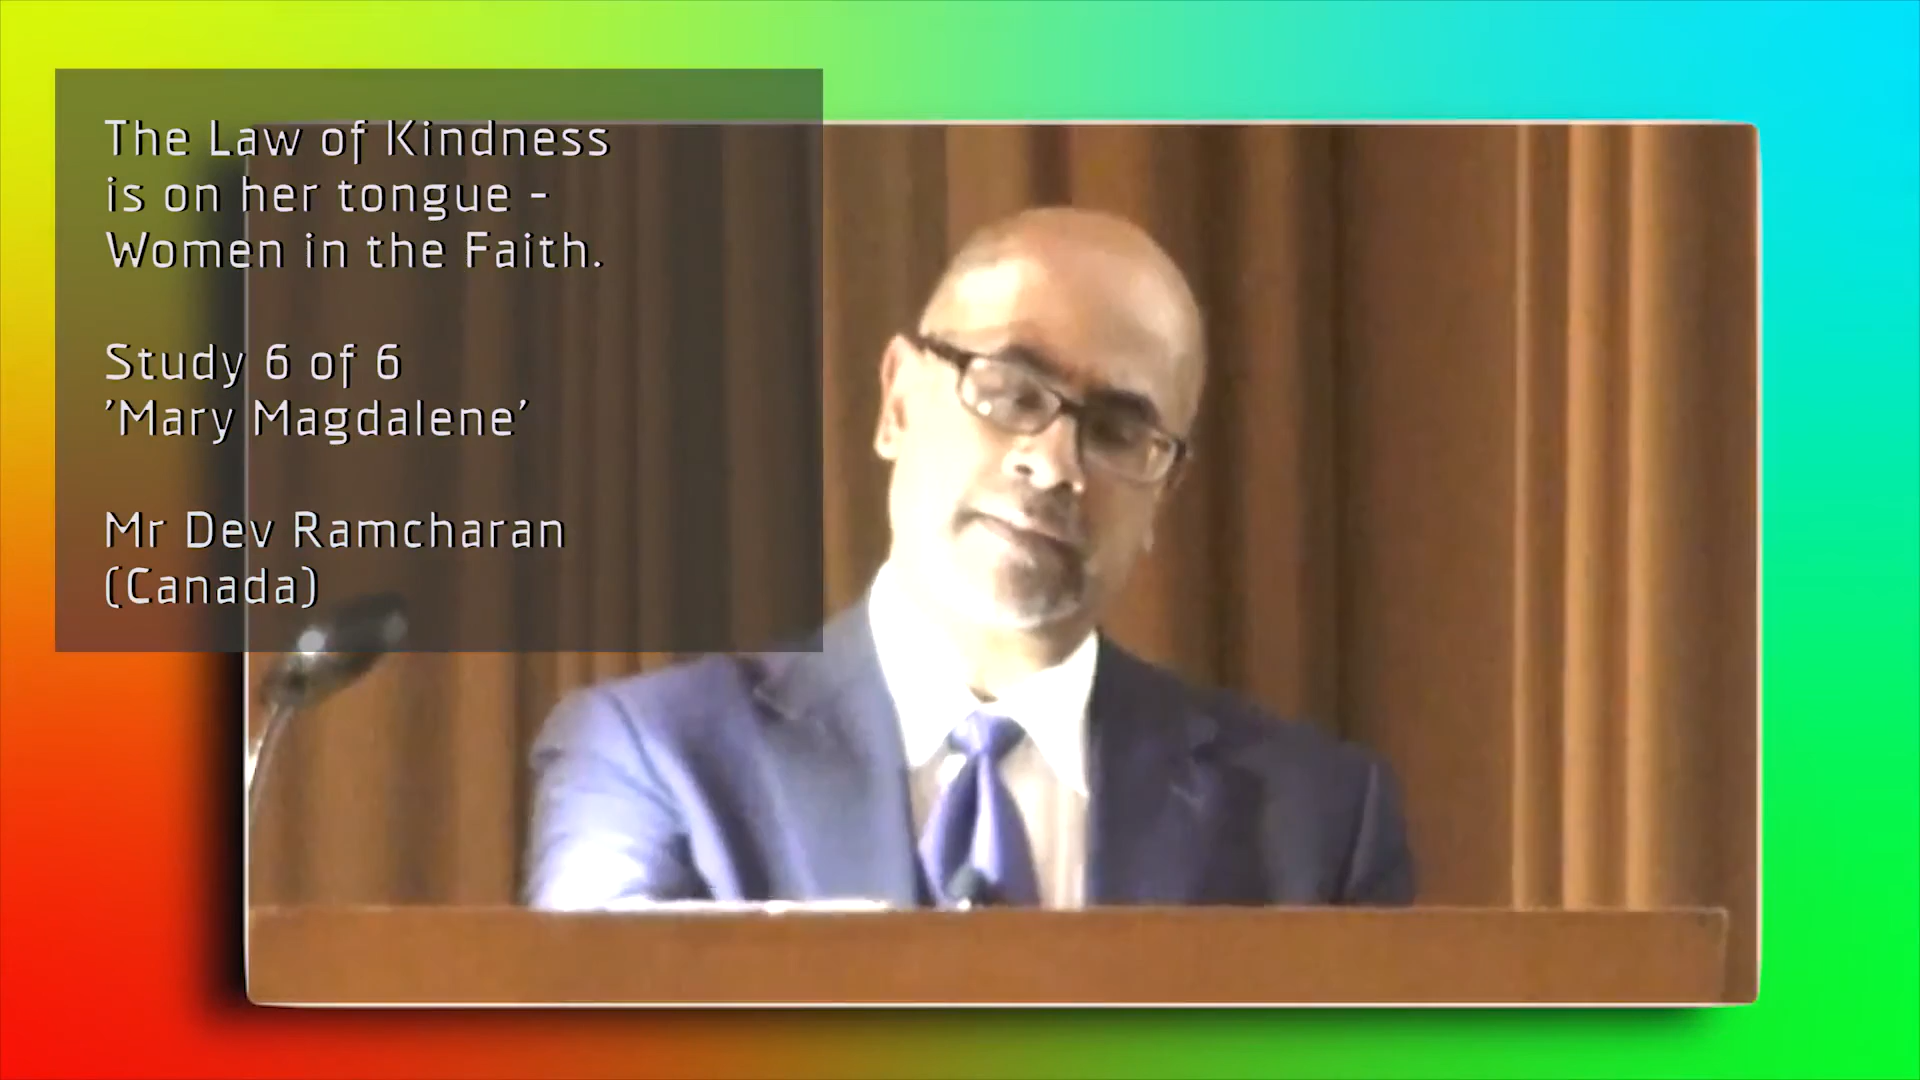 The Law of Kindness
is on her tongue -
Women in the Faith.
Study 6 of 6
'Mary Magdalene'
Mr Dev Ramcharan
(Canada)